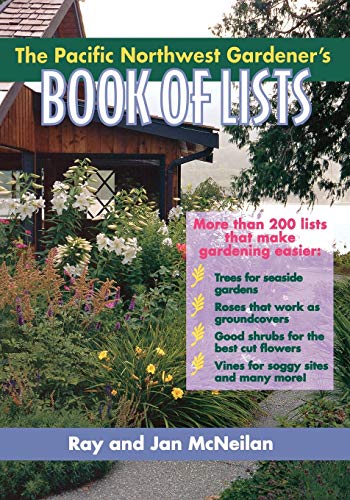 The Pacific Northwest Gardener's
BOOK OF LISTS
More than 200 lists
that make
gardening easier:
Trees for seaside
gardens
Roses that work as
groundcovers
Good shrubs for the
best cut flowers
Vines for soggy sites
and many more!
Ray and Jan McNeilan